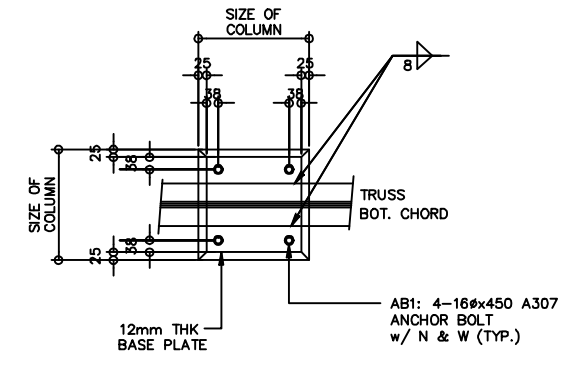 SIZE OF
COLUMN
25
25
38
38
8
25
38
SIZE OF
COLUMN
TRUSS
BOT. CHORD
38
25
12mm THK
BASE PLATE
AB1: 4-16øx450 A307
ANCHOR BOLT
w/ N & W (TYP.)